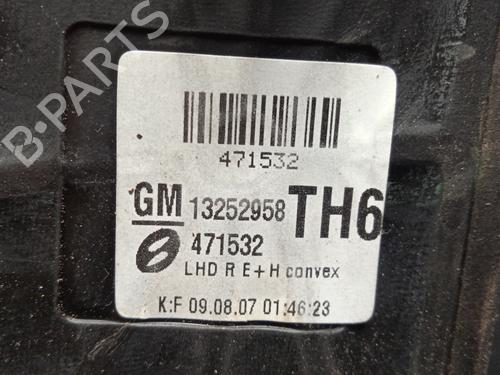 B-PARTS
471532
GM 13252958 TH6
471532
LHD R E+H convex
K:F 09.08.07 01:46:23